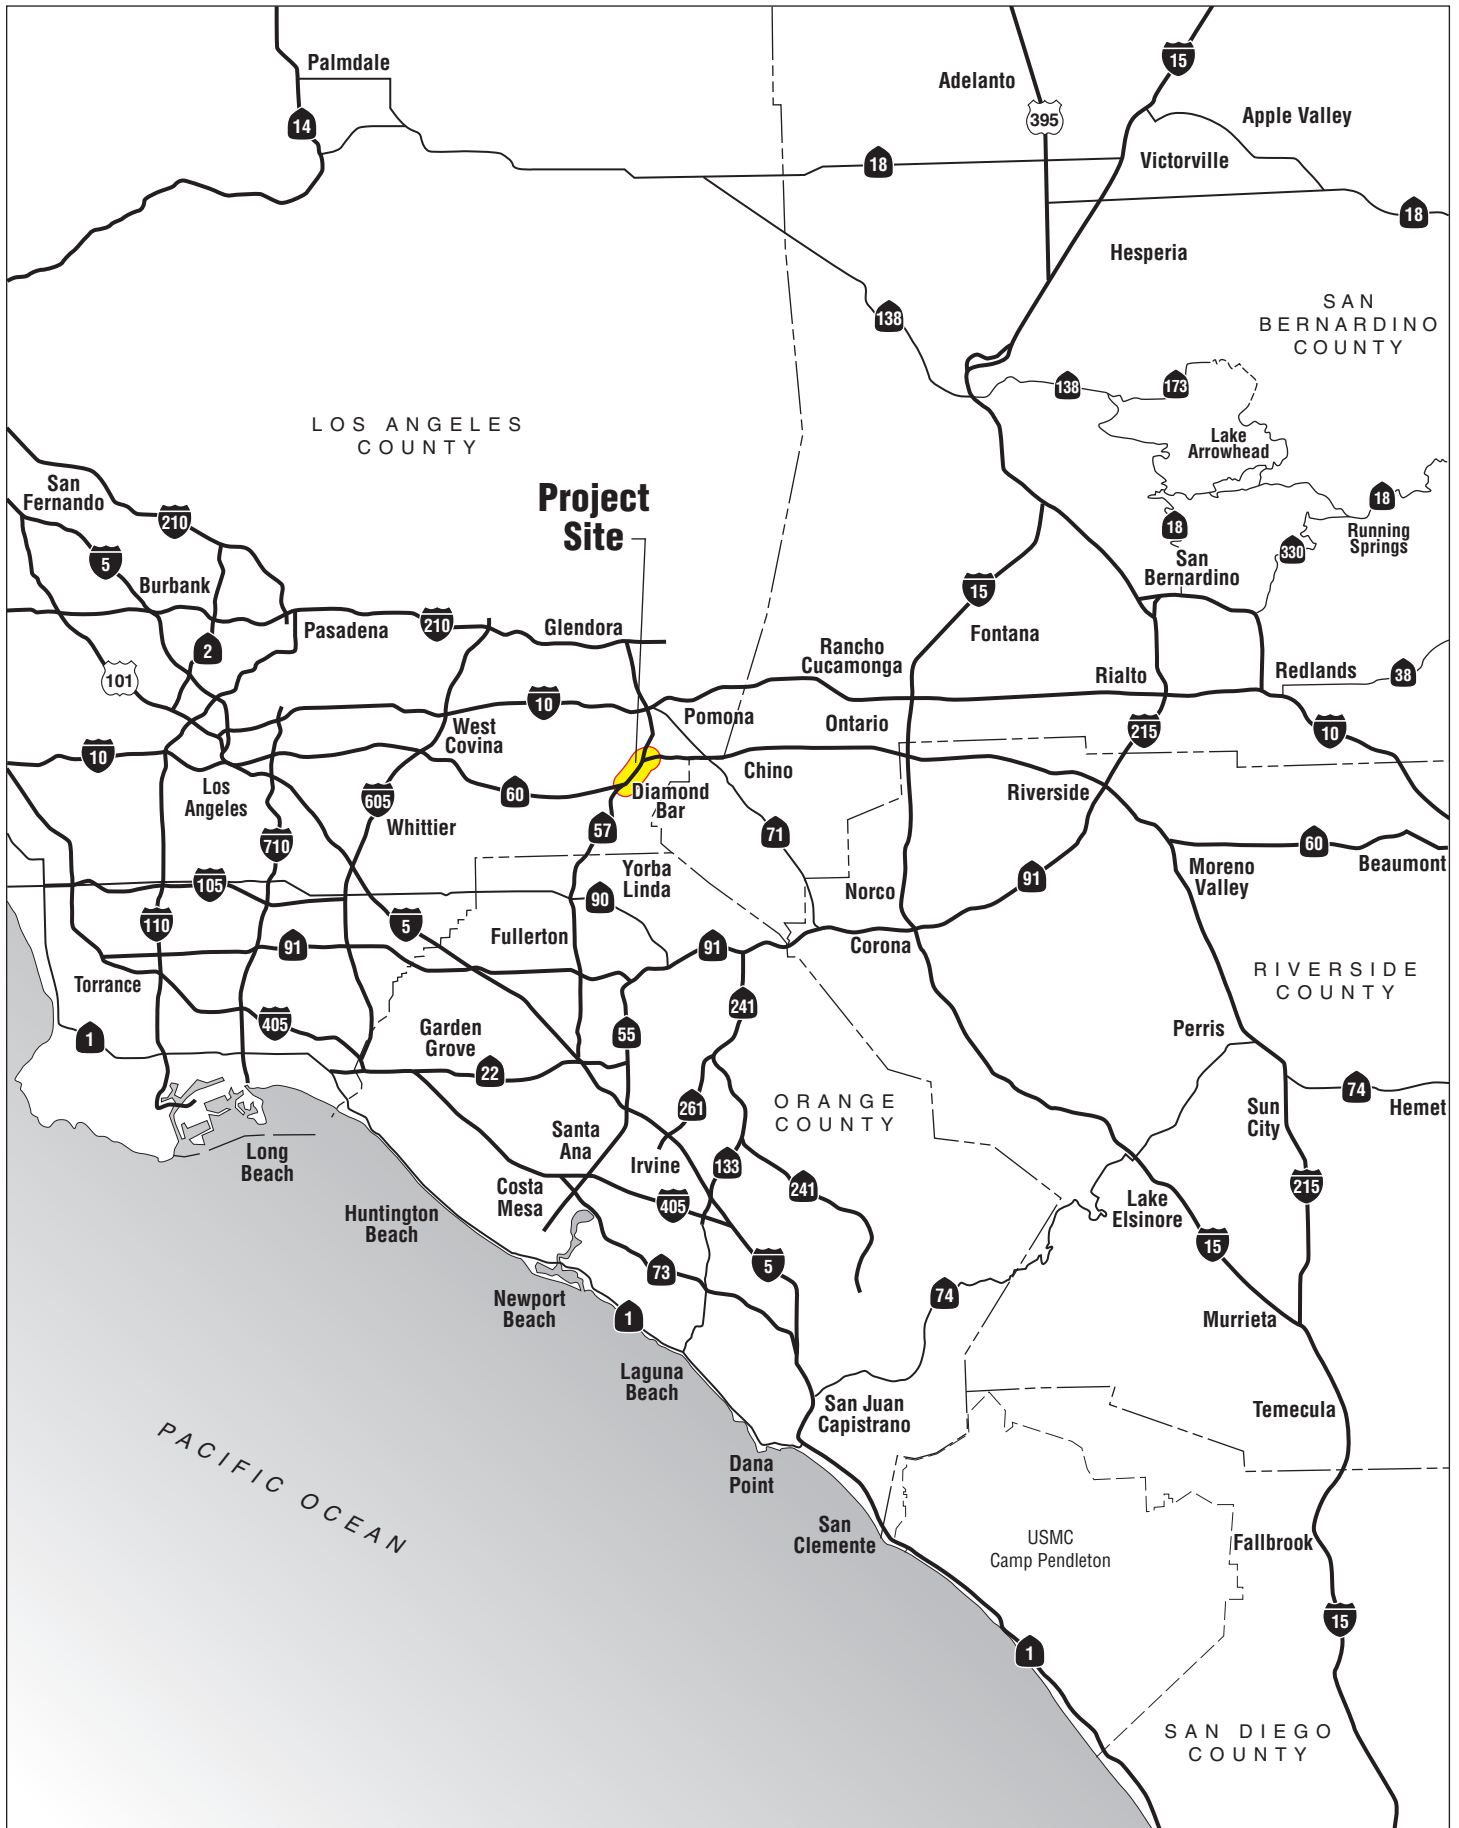 Palmdale
Adelanto
15
14
395
Apple Valley
18
Victorville
18
Hesperia
138
SAN
BERNARDINO
COUNTY
138
173
LOS ANGELES
COUNTY
Lake
Arrowhead
San
Fernando
Project
Site
210
18
18
Running
Springs
5
330
San
Bernardino
Burbank
15
Pasadena
210
Glendora
Fontana
2
Rancho
Cucamonga
101
Rialto
Redlands
38
10
West
Covina
Pomona
Ontario
215
10
10
Los
Angeles
605
60
Diamond
Bar
Chino
Riverside
Whittier
57
71
710
60
Beaumont
Moreno
Valley
105
Yorba
Linda
90
Norco
91
110
5
Fullerton
91
91
Corona
Torrance
RIVERSIDE
COUNTY
241
405
1
Garden
Grove
55
Perris
22
74
Hemet
261
ORANGE
COUNTY
Sun
City
Long
Beach
Santa
Ana
Irvine
133
241
215
Costa
Mesa
405
Lake
Elsinore
Huntington
Beach
15
73
5
74
Newport
Beach
1
Murrieta
Laguna
Beach
San Juan
Capistrano
Temecula
PACIFIC OCEAN
Dana
Point
San
Clemente
USMC
Camp Pendleton
Fallbrook
15
1
SAN DIEGO
COUNTY